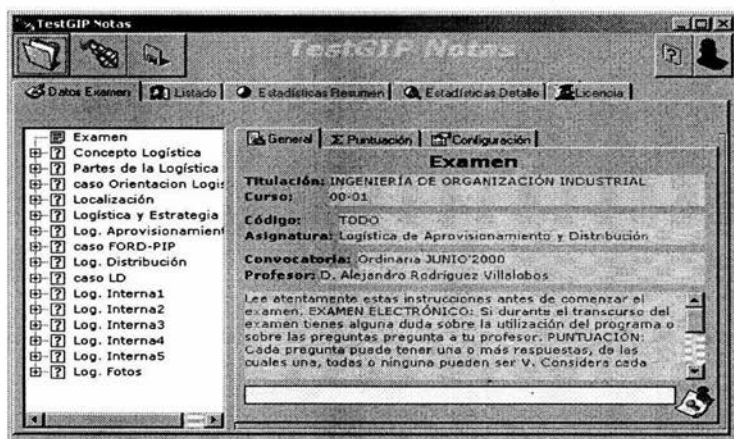 TestGIP Notas
TestGIP Notas
Datos Examen
Listado
Estadísticas Resumen
Estadísticas Detalle
Licencia
Examen
Concepto Logística
Partes de la Logística
caso Orientacion Logis
Localización
Logística y Estrategia
Log. Aprovisionamient
caso FORD-PIP
Log. Distribución
caso LD
Log. Interna1
Log. Interna2
Log. Interna3
Log. Interna4
Log. Interna5
Log. Fotos
General
Σ Puntuación
Configuración
Examen
Titulación: INGENIERÍA DE ORGANIZACIÓN INDUSTRIAL
Curso: 00-01
Código: TODO
Asignatura: Logística de Aprovisionamiento y Distribución
Convocatoria: Ordinaria JUNIO'2000
Profesor: D. Alejandro Rodríguez Villalobos
Lee atentamente estas instrucciones antes de comenzar el
examen. EXAMEN ELECTRÓNICO: Si durante el transcurso del
examen tienes alguna duda sobre la utilización del programa o
sobre las preguntas pregunta a tu profesor. PUNTUACIÓN:
Cada pregunta puede tener una o más respuestas, de las
cuales una, todas o ninguna pueden ser V. Considera cada